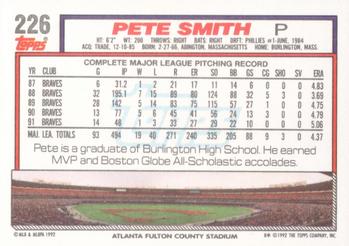 226
Topps
PETE SMITH P
HT: 6'2" WT: 200 THROWS: RIGHT BATS: RIGHT DRAFT: PHILLIES #1-JUNE, 1984
ACQ: TRADE, 12-10-85 BORN: 2-27-66, ABINGTON, MASSACHUSETTS HOME: BURLINGTON, MASS.
COMPLETE MAJOR LEAGUE PITCHING RECORD
YR CLUB G IP W L R ER SO BB GS CG SHO SV ERA
87 BRAVES 6 31.2 1 2 21 17 11 14 6 0 0 0 4.83
88 BRAVES 32 195.1 7 15 89 80 124 88 32 5 3 0 3.69
89 BRAVES 28 142 5 14 83 75 115 57 27 1 0 0 4.75
90 BRAVES 13 77 5 6 45 41 56 24 13 3 0 0 4.79
91 BRAVES 14 48 1 3 33 27 29 22 10 0 0 0 5.06
MAJ. LEA. TOTALS 93 494 19 40 271 240 335 205 88 9 3 0 4.37
Pete is a graduate of Burlington High School. He earned
MVP and Boston Globe All-Scholastic accolades.
©MLB & MLBPA 1992
ATLANTA FULTON COUNTY STADIUM
©1992 THE TOPPS COMPANY, INC.